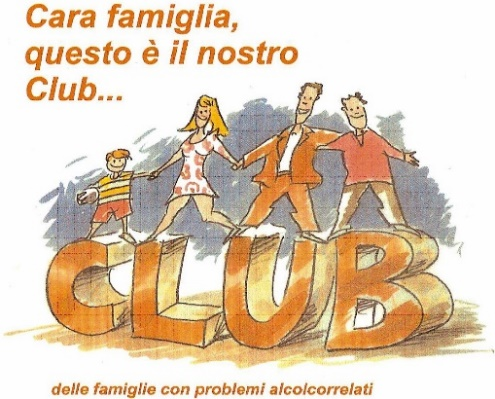 Cara famiglia,
questo è il nostro
Club...
CLUB
delle famiglie con problemi alcolcorrelati